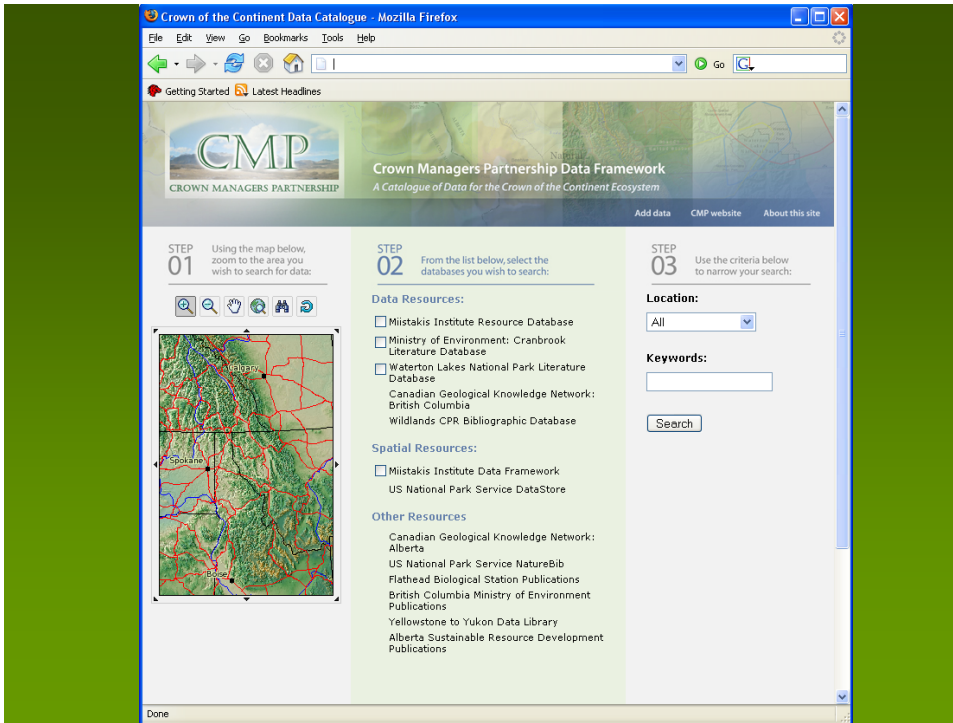 Crown of the Continent Data Catalogue - Mozilla Firefox
File Edit View Go Bookmarks Tools Help
Go G
Getting Started Latest Headlines
CMP
CROWN MANAGERS PARTNERSHIP
Crown Managers Partnership Data Framework
A Catalogue of Data for the Crown of the Continent Ecosystem
Add data CMP website About this site
STEP
01
Using the map below,
zoom to the area you
wish to search for data:
Calgary
Spokane
Boise
STEP
02
From the list below, select the
databases you wish to search:
Data Resources:
Miistakis Institute Resource Database
Ministry of Environment: Cranbrook
Literature Database
Waterton Lakes National Park Literature
Database
Canadian Geological Knowledge Network:
British Columbia
Wildlands CPR Bibliographic Database
Spatial Resources:
Miistakis Institute Data Framework
US National Park Service DataStore
Other Resources
Canadian Geological Knowledge Network:
Alberta
US National Park Service NatureBib
Flathead Biological Station Publications
British Columbia Ministry of Environment
Publications
Yellowstone to Yukon Data Library
Alberta Sustainable Resource Development
Publications
STEP
03
Use the criteria below
to narrow your search:
Location:
All
Keywords:
Search
Done